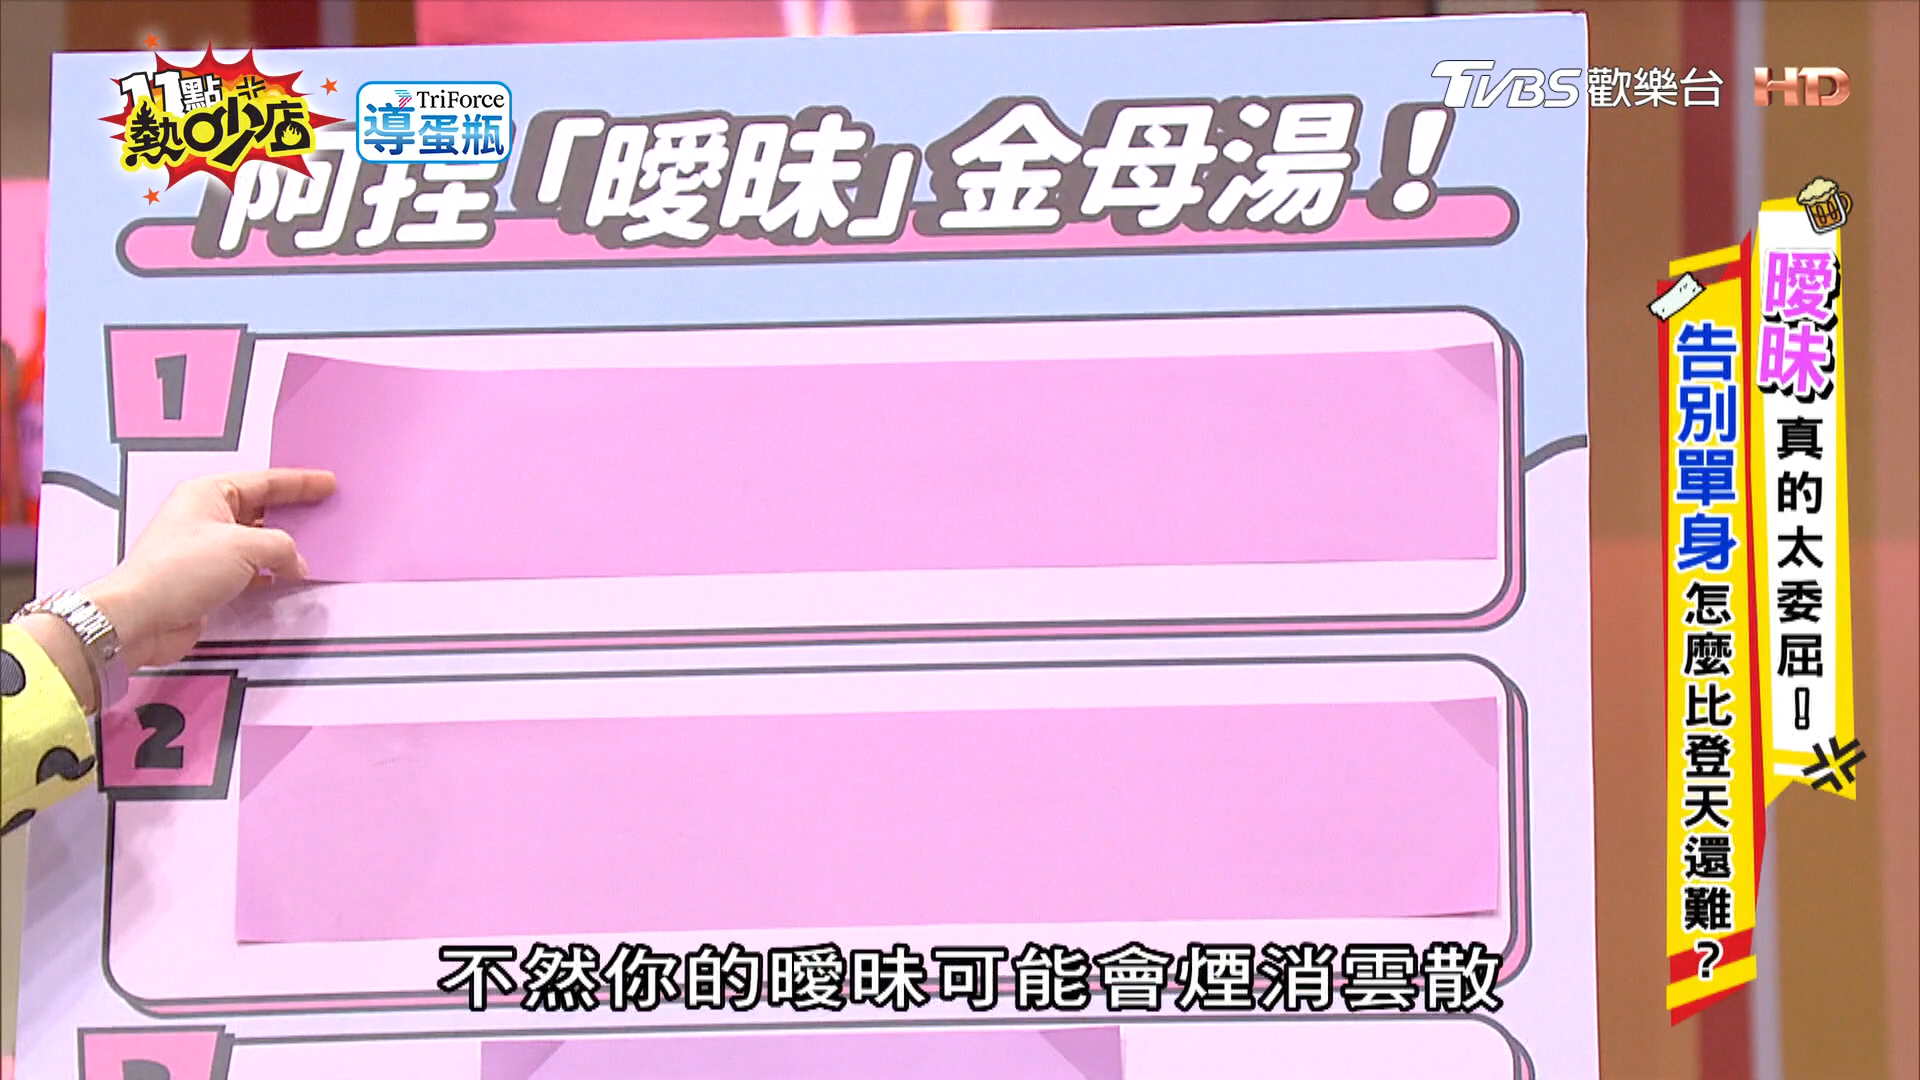 11點
熱吵店
TriForce
導蛋瓶
TVBS歡樂台 HD
阿捏「曖昧」金母湯！
1
2
曖昧真的太委屈！
告別單身怎麼比登天還難？
不然你的曖昧可能會煙消雲散